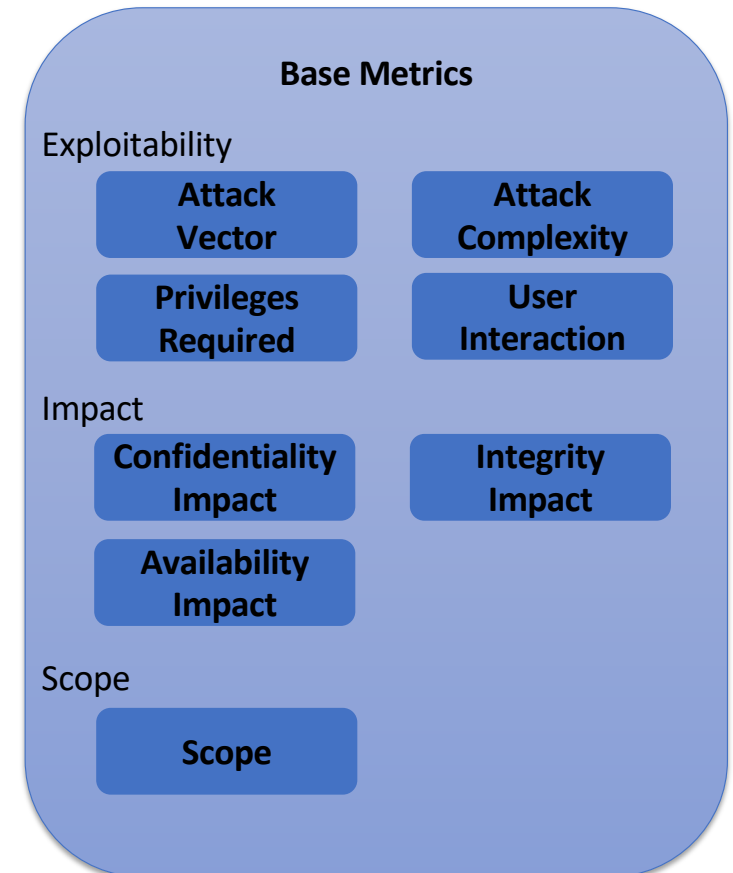 Base Metrics
Exploitability
Attack
Vector
Attack
Complexity
Privileges
Required
User
Interaction
Impact
Confidentiality
Impact
Integrity
Impact
Availability
Impact
Scope
Scope